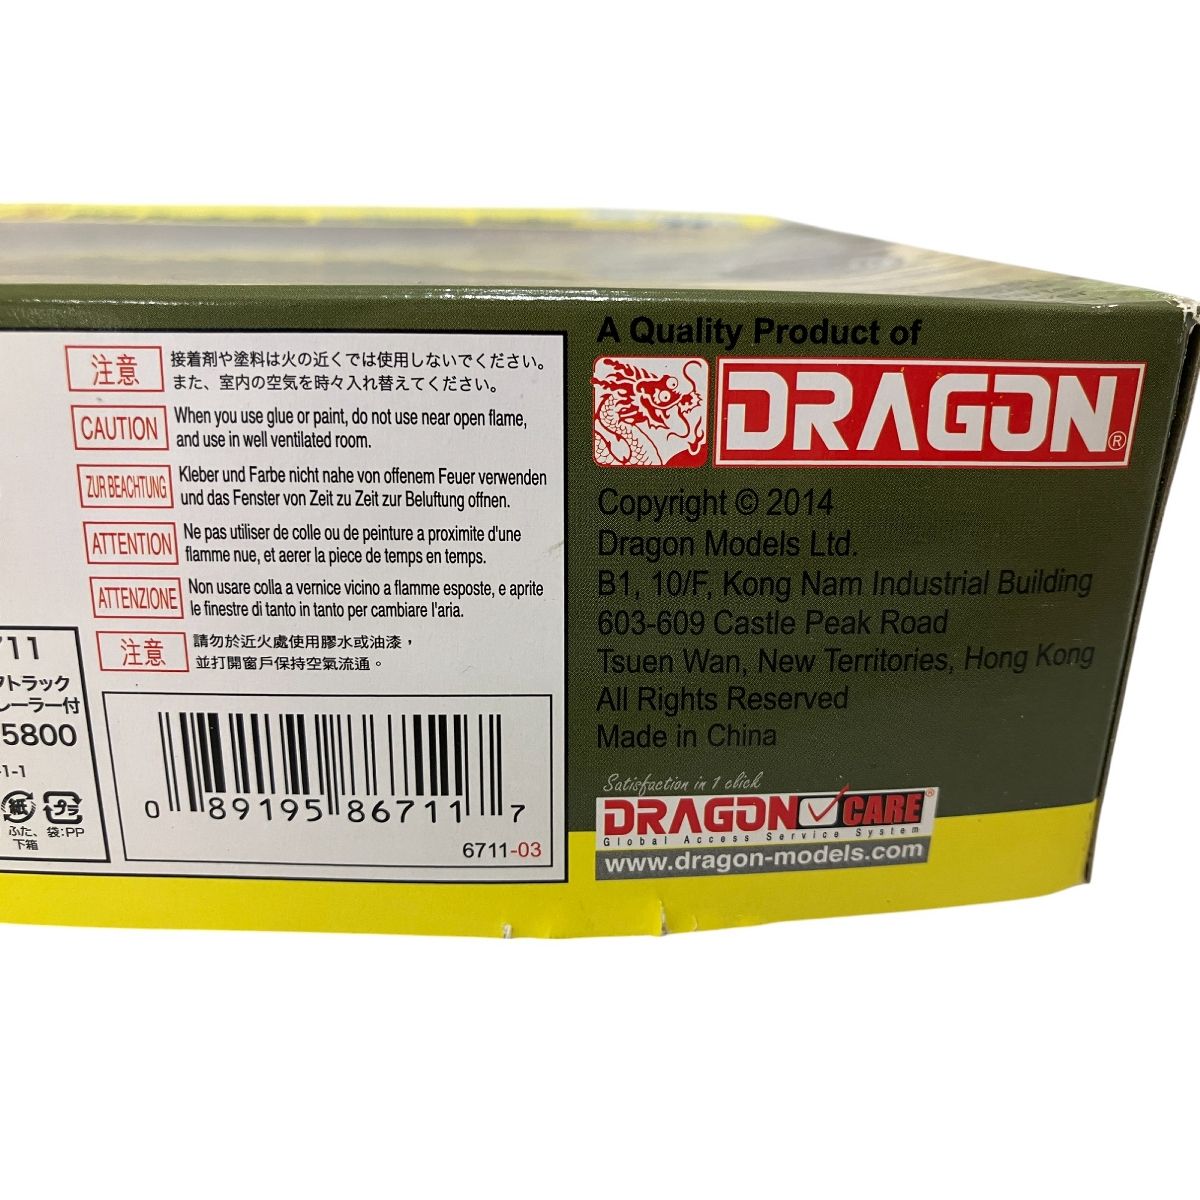 注意
接着剤や塗料は火の近くでは使用しないでください。
また、室内の空気を時々入れ替えてください。
CAUTION
When you use glue or paint, do not use near open flame,
and use in well ventilated room.
ZUR BEACHTUNG
Kleber und Farbe nicht nahe von offenem Feuer verwenden
und das Fenster von Zeit zu Zeit zur Beluftung offnen.
ATTENTION
Ne pas utiliser de colle ou de peinture a proximite d'une
flamme nue, et aerer la piece de temps en temps.
ATTENZIONE
Non usare colla a vernice vicino a flamme esposte, e aprite
le finestre di tanto in tanto per cambiare l'aria.
注意
請勿於近火處使用膠水或油漆，
並打開窗戶保持空氣流通。
711
フトラック
レーラー付
5800
-1-1
紙
プラ
ふた、
下箱
袋:PP
0 89195 86711 7
6711-03
A Quality Product of
DRAGON®
Copyright © 2014
Dragon Models Ltd.
B1, 10/F, Kong Nam Industrial Building
603-609 Castle Peak Road
Tsuen Wan, New Territories, Hong Kong
All Rights Reserved
Made in China
Satisfaction in 1 click
DRAGON CARE®
Global Access Service System
www.dragon-models.com